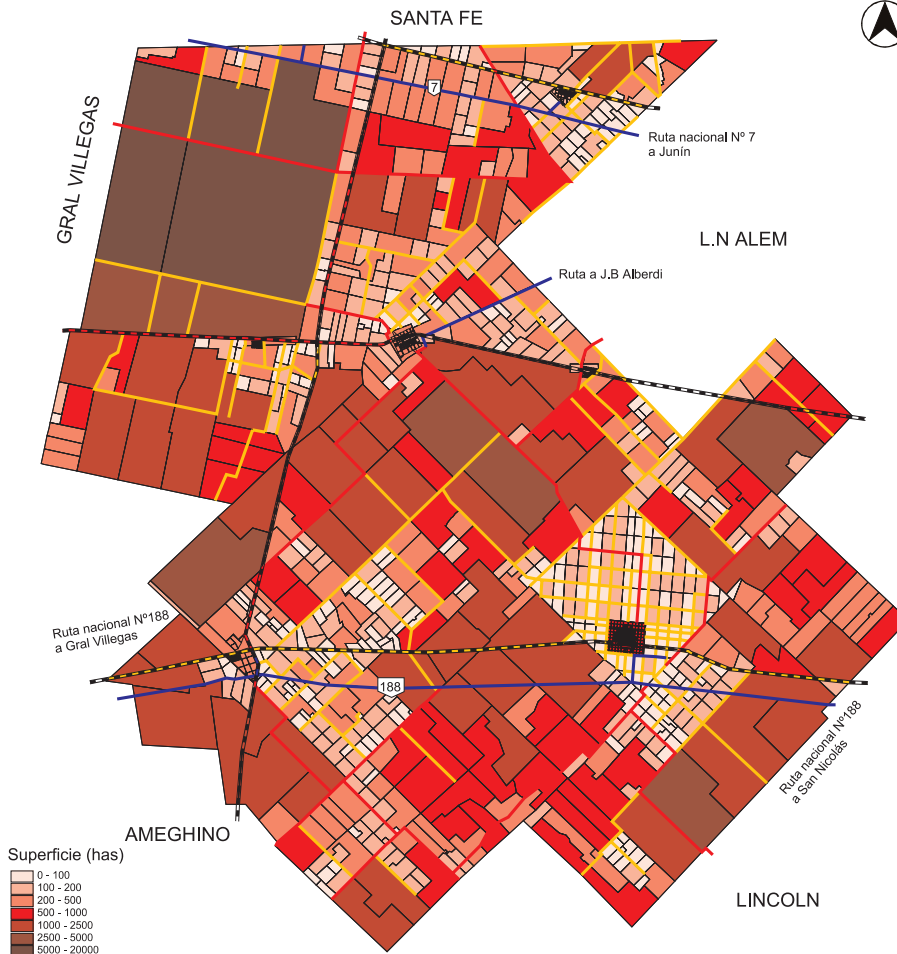 SANTA FE
GRAL VILLEGAS
7
Ruta nacional Nº 7
a Junín
L.N ALEM
Ruta a J.B Alberdi
Ruta nacional Nº188
a Gral Villegas
188
Ruta nacional Nº188
a San Nicolás
AMEGHINO
LINCOLN
Superficie (has)
0 - 100
100 - 200
200 - 500
500 - 1000
1000 - 2500
2500 - 5000
5000 - 20000